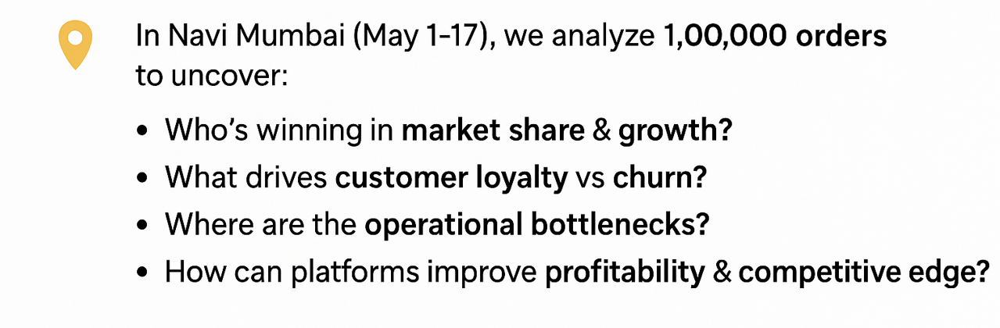 In Navi Mumbai (May 1–17), we analyze 1,00,000 orders
to uncover:
• Who’s winning in market share & growth?
• What drives customer loyalty vs churn?
• Where are the operational bottlenecks?
• How can platforms improve profitability & competitive edge?